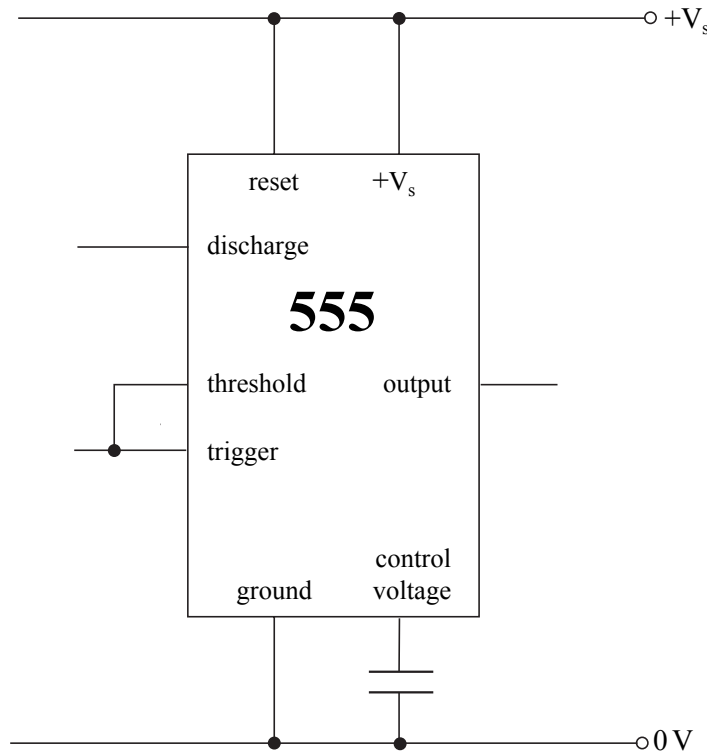 +Vs
reset +Vs
discharge
555
threshold output
trigger
control
ground voltage
0 V